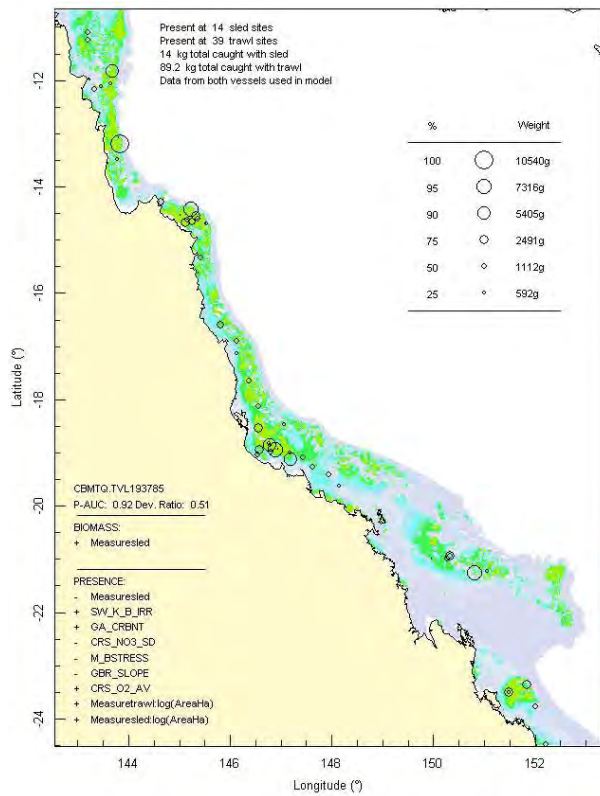 Present at 14 sled sites
Present at 39 trawl sites
14 kg total caught with sled
89.2 kg total caught with trawl
Data from both vessels used in model
% Weight
100 10540g
95 7316g
90 5405g
75 2491g
50 1112g
25 592g
-12
-14
-16
-18
-20
-22
-24
Latitude (°)
CBMTQ.TVL193785
P-AUC: 0.92 Dev. Ratio: 0.51
BIOMASS:
+ Measuresled
PRESENCE:
- Measuresled
+ SW_K_B_IRR
+ GA_CRBNT
- CRS_NO3_SD
- M_BSTRESS
- GBR_SLOPE
+ CRS_O2_AV
+ Measuretrawl:log(AreaHa)
+ Measuresled:log(AreaHa)
144 146 148 150 152
Longitude (°)